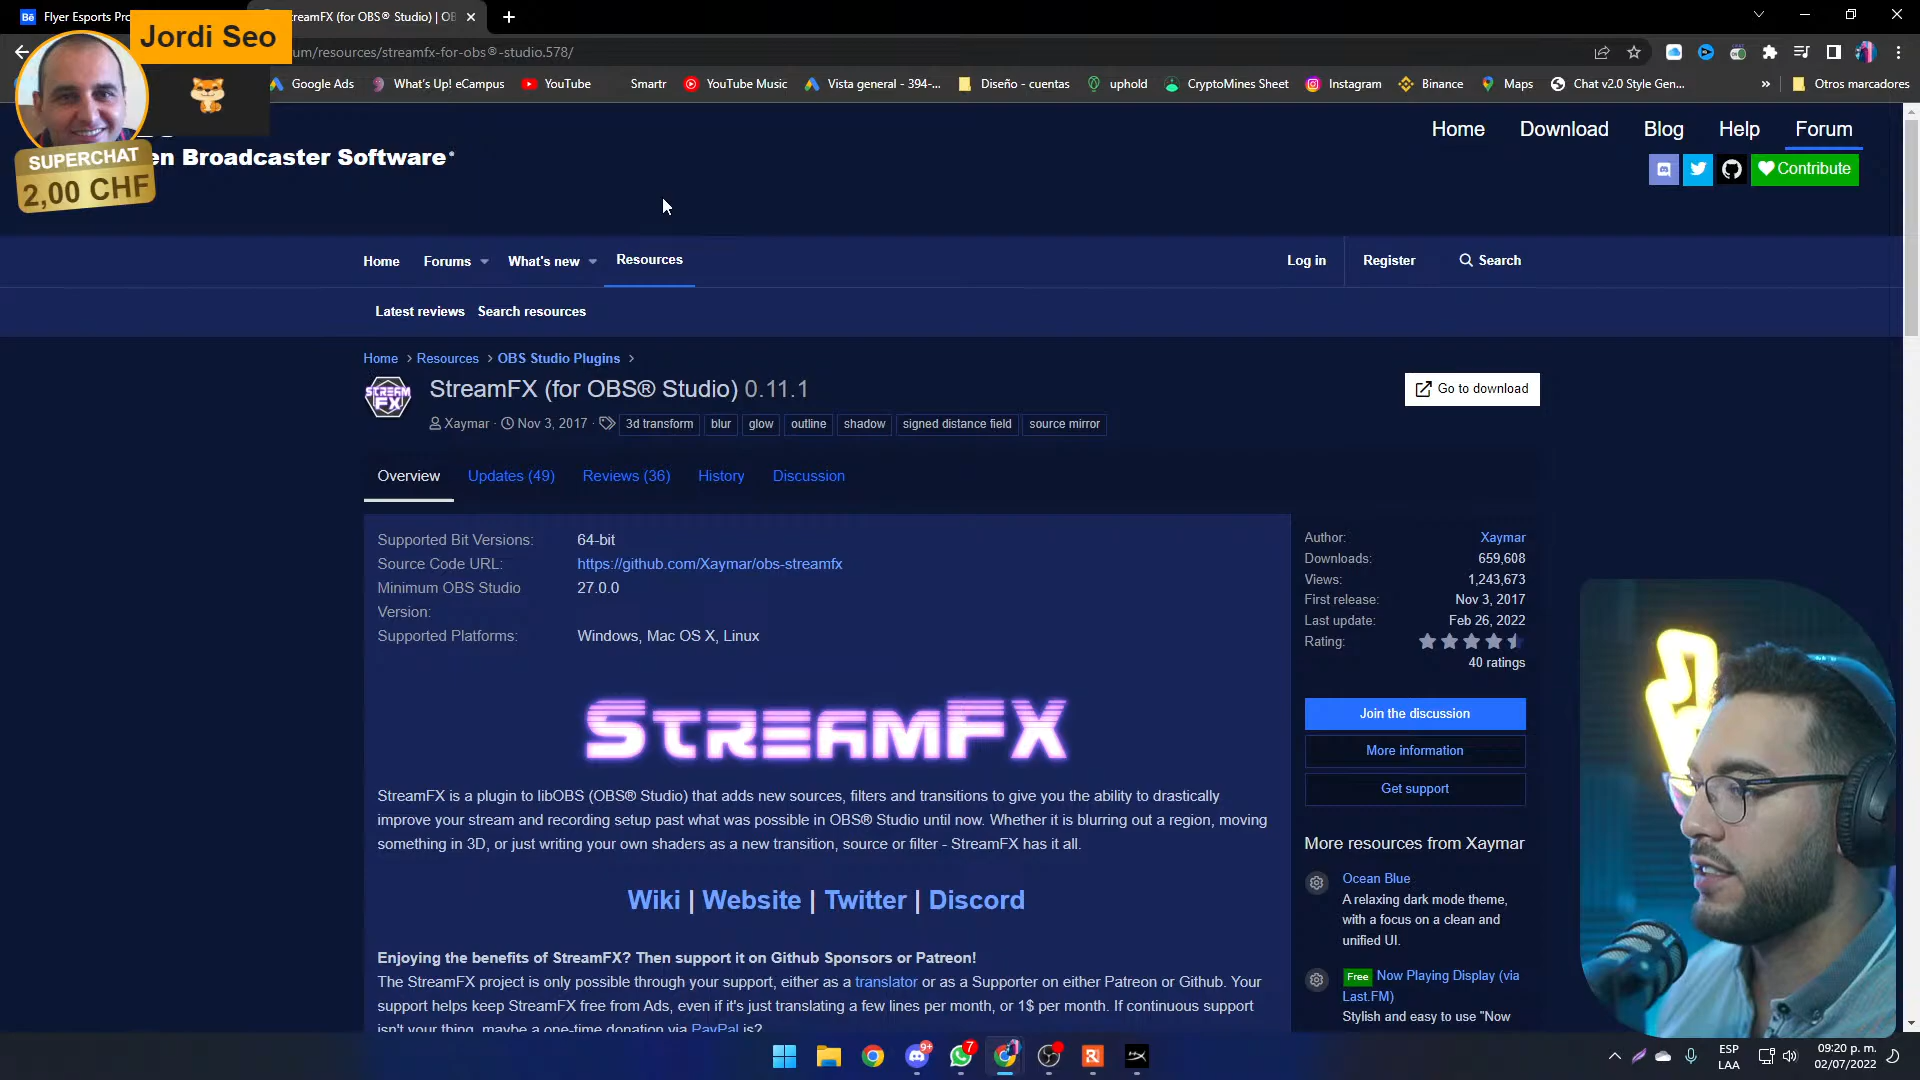 Flyer Esports Pro
StreamFX (for OBS® Studio) | OB
Jordi Seo
um/resources/streamfx-for-obs®-studio.578/
Google Ads
What's Up! eCampus
YouTube
Smartr
YouTube Music
Vista general - 394-...
Diseño - cuentas
uphold
CryptoMines Sheet
Instagram
Binance
Maps
Chat v2.0 Style Gen...
Otros marcadores
SUPERCHAT
2,00 CHF
en Broadcaster Software
Home
Download
Blog
Help
Forum
Contribute
Home
Forums
What's new
Resources
Log in
Register
Search
Latest reviews
Search resources
Home > Resources > OBS Studio Plugins >
STREAM FX
StreamFX (for OBS® Studio) 0.11.1
Go to download
Xaymar · Nov 3, 2017 ·
3d transform
blur
glow
outline
shadow
signed distance field
source mirror
Overview
Updates (49)
Reviews (36)
History
Discussion
Supported Bit Versions: 64-bit
Source Code URL: https://github.com/Xaymar/obs-streamfx
Minimum OBS Studio 27.0.0
Version:
Supported Platforms: Windows, Mac OS X, Linux
STREAMFX
StreamFX is a plugin to libOBS (OBS® Studio) that adds new sources, filters and transitions to give you the ability to drastically
improve your stream and recording setup past what was possible in OBS® Studio until now. Whether it is blurring out a region, moving
something in 3D, or just writing your own shaders as a new transition, source or filter - StreamFX has it all.
Wiki | Website | Twitter | Discord
Enjoying the benefits of StreamFX? Then support it on Github Sponsors or Patreon!
The StreamFX project is only possible through your support, either as a translator or as a Supporter on either Patreon or Github. Your
support helps keep StreamFX free from Ads, even if it's just translating a few lines per month, or 1$ per month. If continuous support
isn't your thing, maybe a one-time donation via PayPal is?
Author: Xaymar
Downloads: 659,608
Views: 1,243,673
First release: Nov 3, 2017
Last update: Feb 26, 2022
Rating:
40 ratings
Join the discussion
More information
Get support
More resources from Xaymar
Ocean Blue
A relaxing dark mode theme,
with a focus on a clean and
unified UI.
Free Now Playing Display (via
Last.FM)
Stylish and easy to use "Now
9+
7
ESP
LAA
09:20 p. m.
02/07/2022